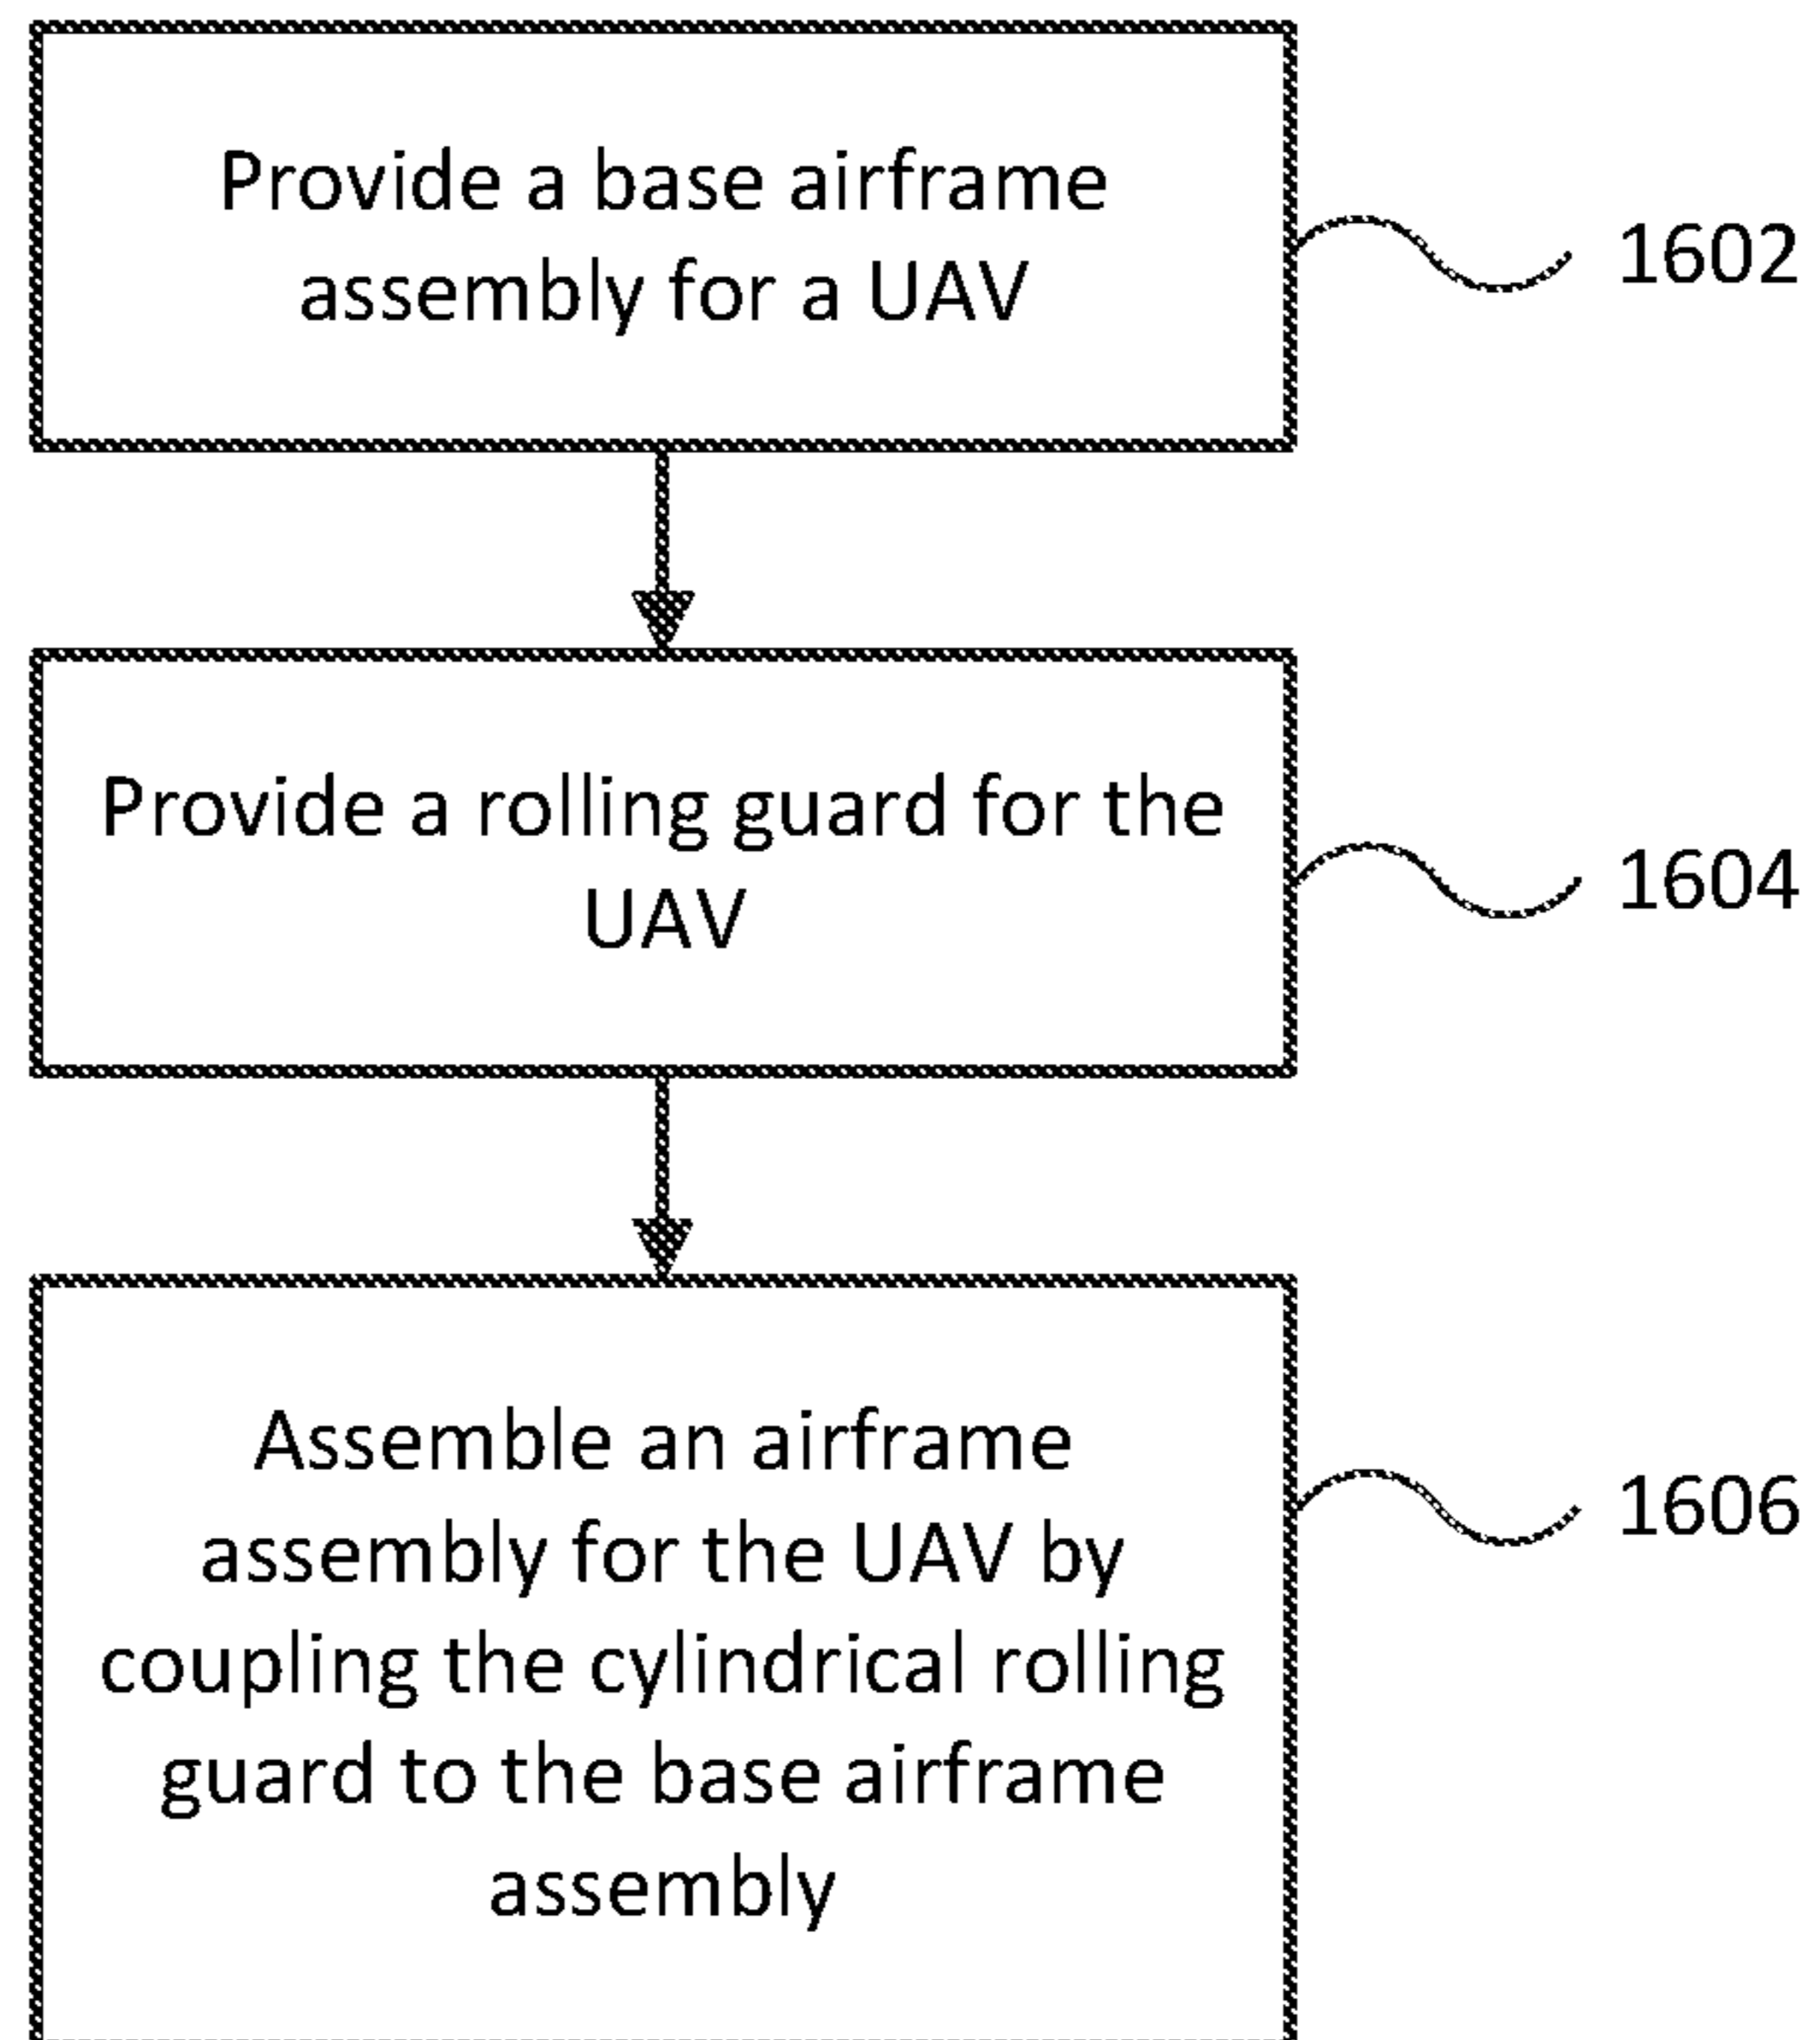 Provide a base airframe
assembly for a UAV
1602
Provide a rolling guard for the
UAV
1604
Assemble an airframe
assembly for the UAV by
coupling the cylindrical rolling
guard to the base airframe
assembly
1606